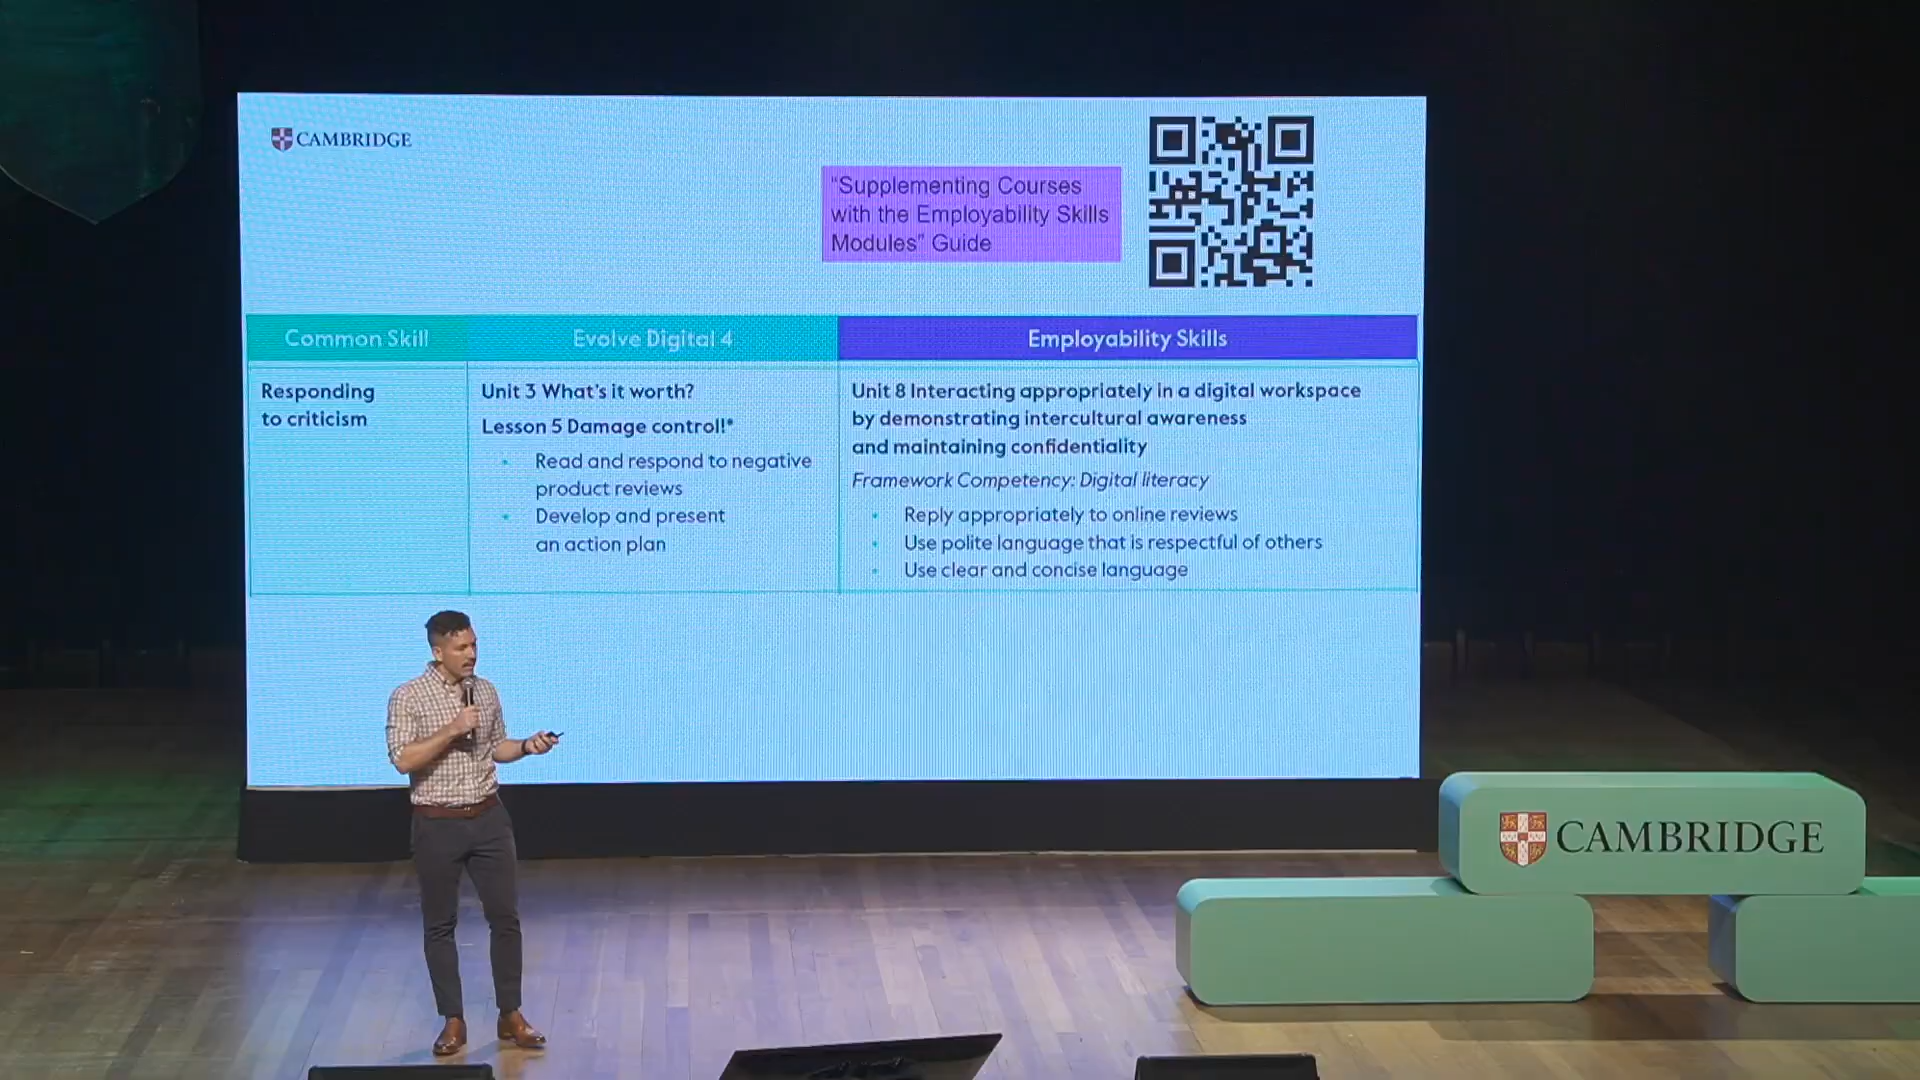 CAMBRIDGE
“Supplementing Courses
with the Employability Skills
Modules” Guide
Common Skill
Evolve Digital 4
Employability Skills
Responding
to criticism
Unit 3 What's it worth?
Lesson 5 Damage control!*
• Read and respond to negative
product reviews
• Develop and present
an action plan
Unit 8 Interacting appropriately in a digital workspace
by demonstrating intercultural awareness
and maintaining confidentiality
Framework Competency: Digital literacy
• Reply appropriately to online reviews
• Use polite language that is respectful of others
• Use clear and concise language
CAMBRIDGE